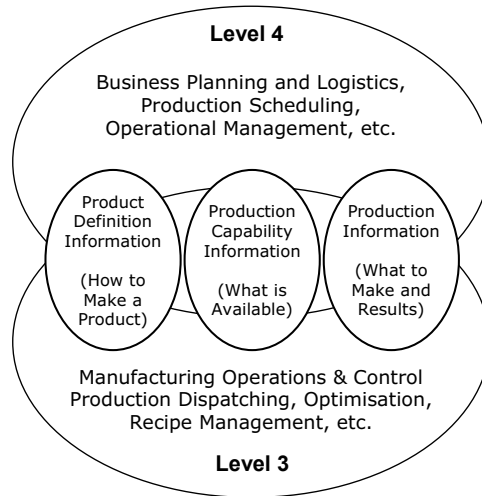 Level 4
Business Planning and Logistics,
Production Scheduling,
Operational Management, etc.
Product
Definition
Information
(How to
Make a
Product)
Production
Capability
Information
(What is
Available)
Production
Information
(What to
Make and
Results)
Manufacturing Operations & Control
Production Dispatching, Optimisation,
Recipe Management, etc.
Level 3